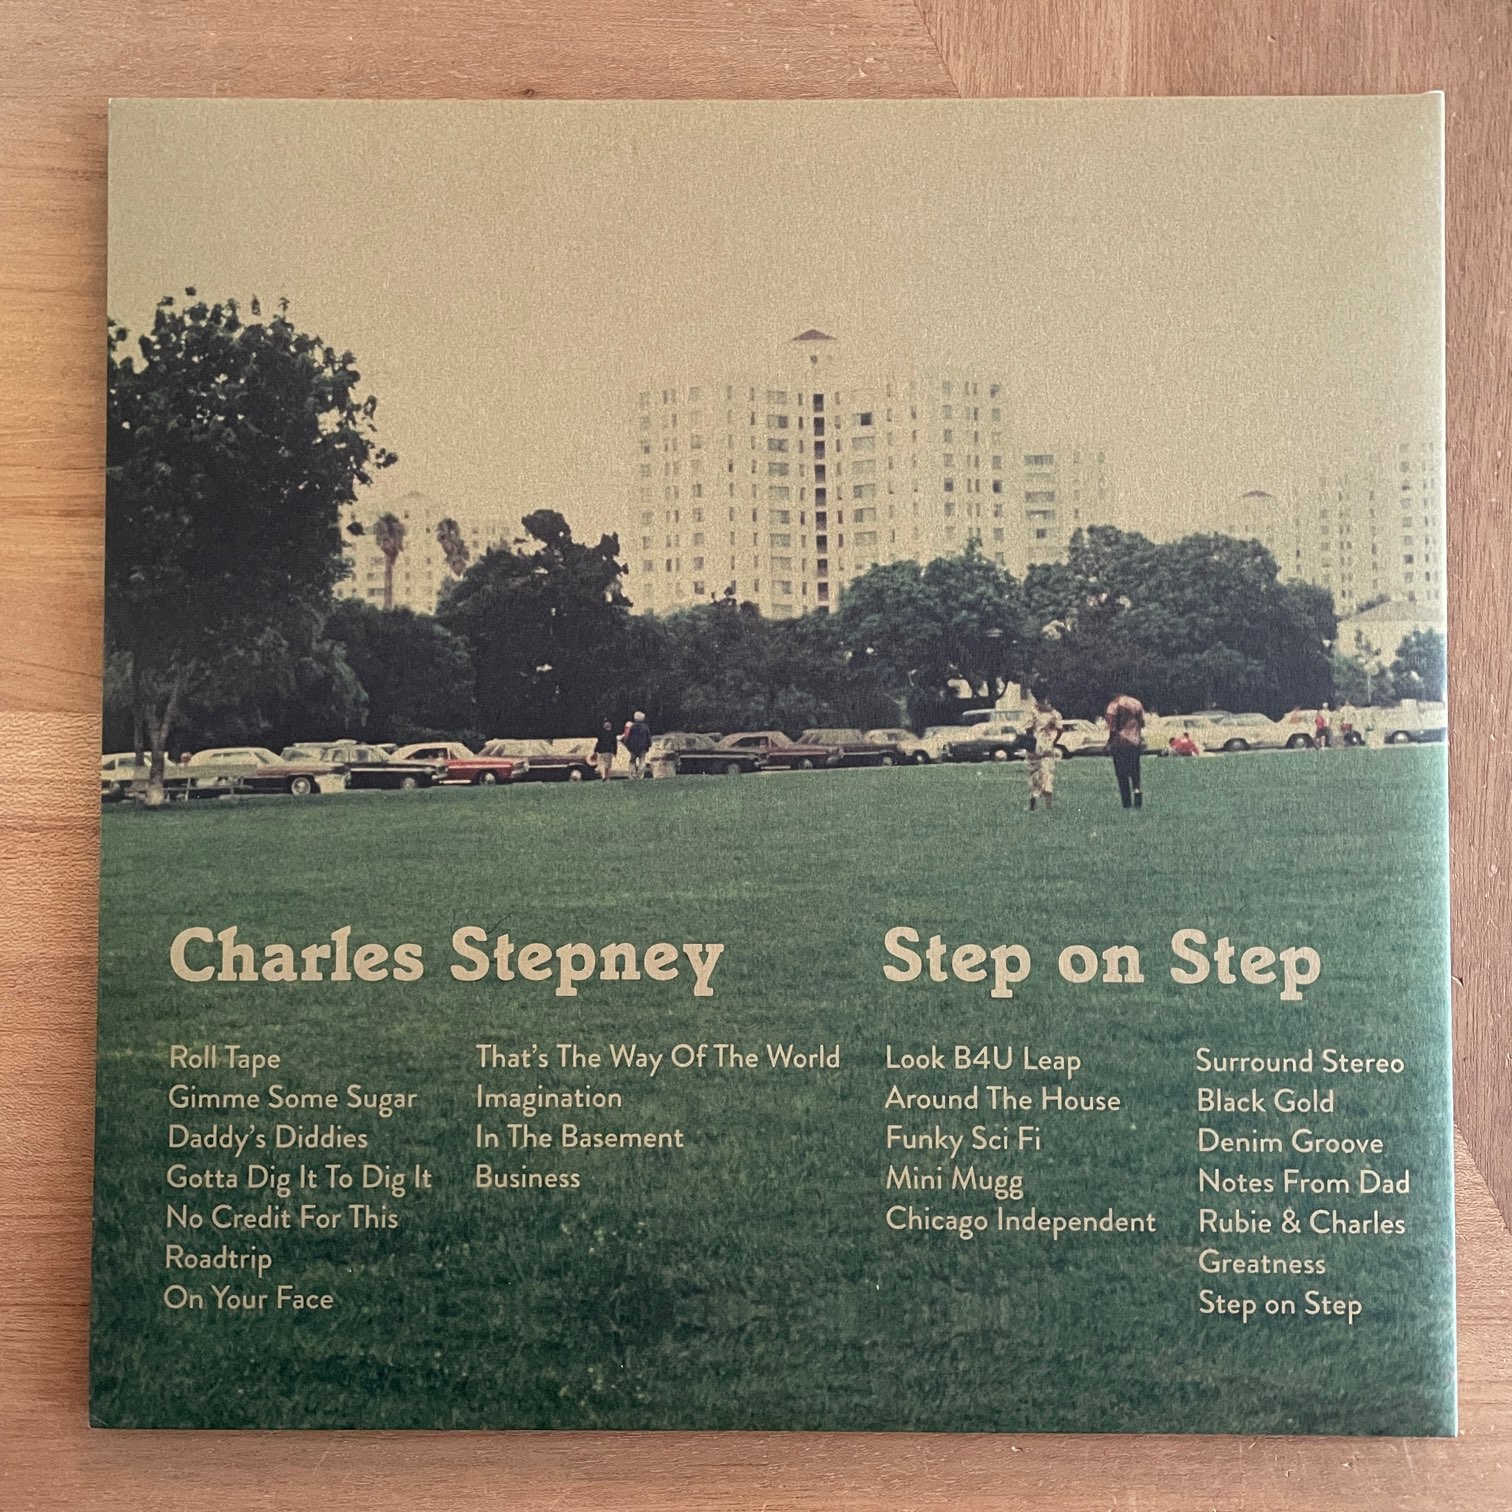 Charles Stepney
Step on Step
Roll Tape
Gimme Some Sugar
Daddy's Diddies
Gotta Dig It To Dig It
No Credit For This
Roadtrip
On Your Face
That's The Way Of The World
Imagination
In The Basement
Business
Look B4U Leap
Around The House
Funky Sci Fi
Mini Mugg
Chicago Independent
Surround Stereo
Black Gold
Denim Groove
Notes From Dad
Rubie & Charles
Greatness
Step on Step